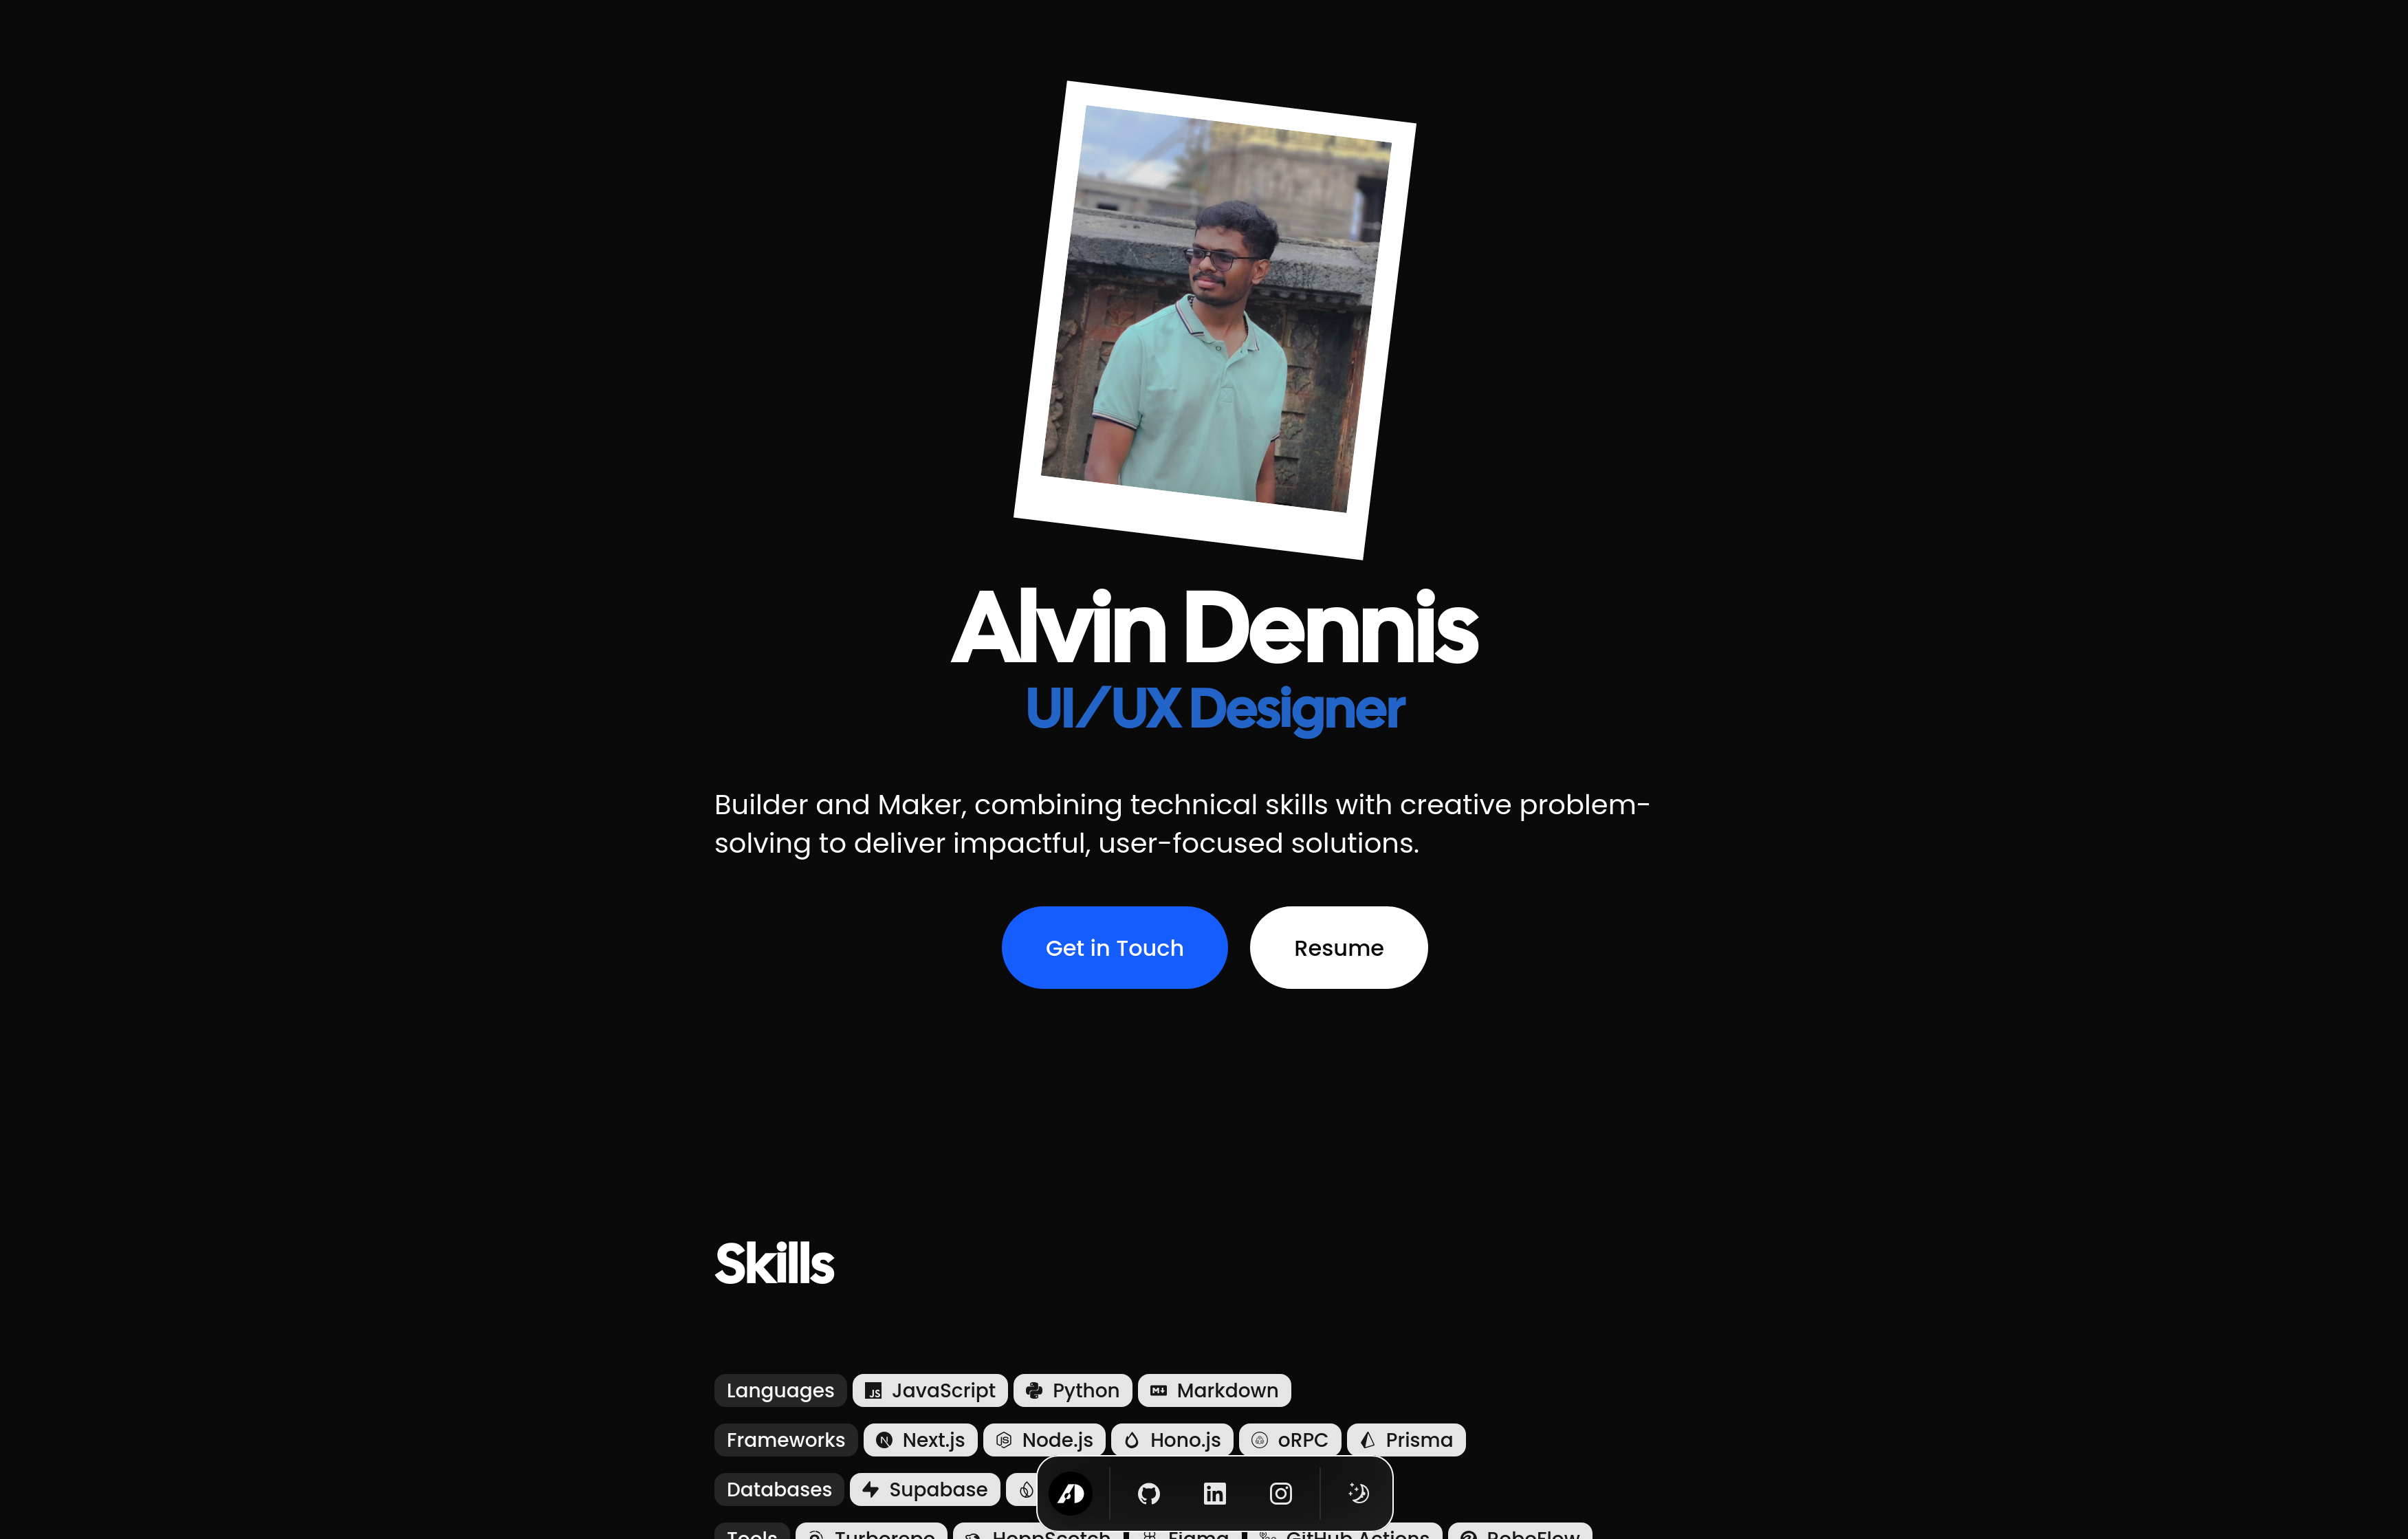 Alvin Dennis
UI/UX Designer
Builder and Maker, combining technical skills with creative problem-
solving to deliver impactful, user-focused solutions.
Get in Touch Resume
Skills
Languages JavaScript Python Markdown
Frameworks Next.js Node.js Hono.js oRPC Prisma
Databases Supabase
Tools Turborepo HoppScotch Figma GitHub Actions RoboFlow